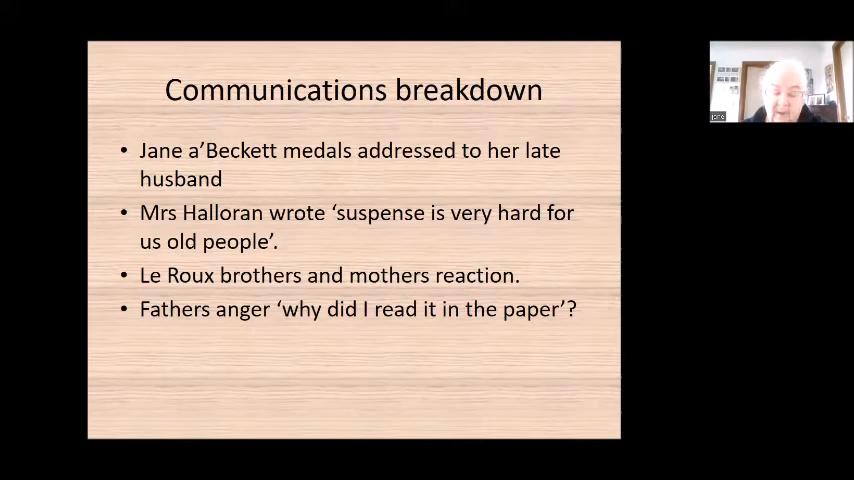 Communications breakdown
• Jane a’Beckett medals addressed to her late
husband
• Mrs Halloran wrote ‘suspense is very hard for
us old people’.
• Le Roux brothers and mothers reaction.
• Fathers anger ‘why did I read it in the paper’?
jane